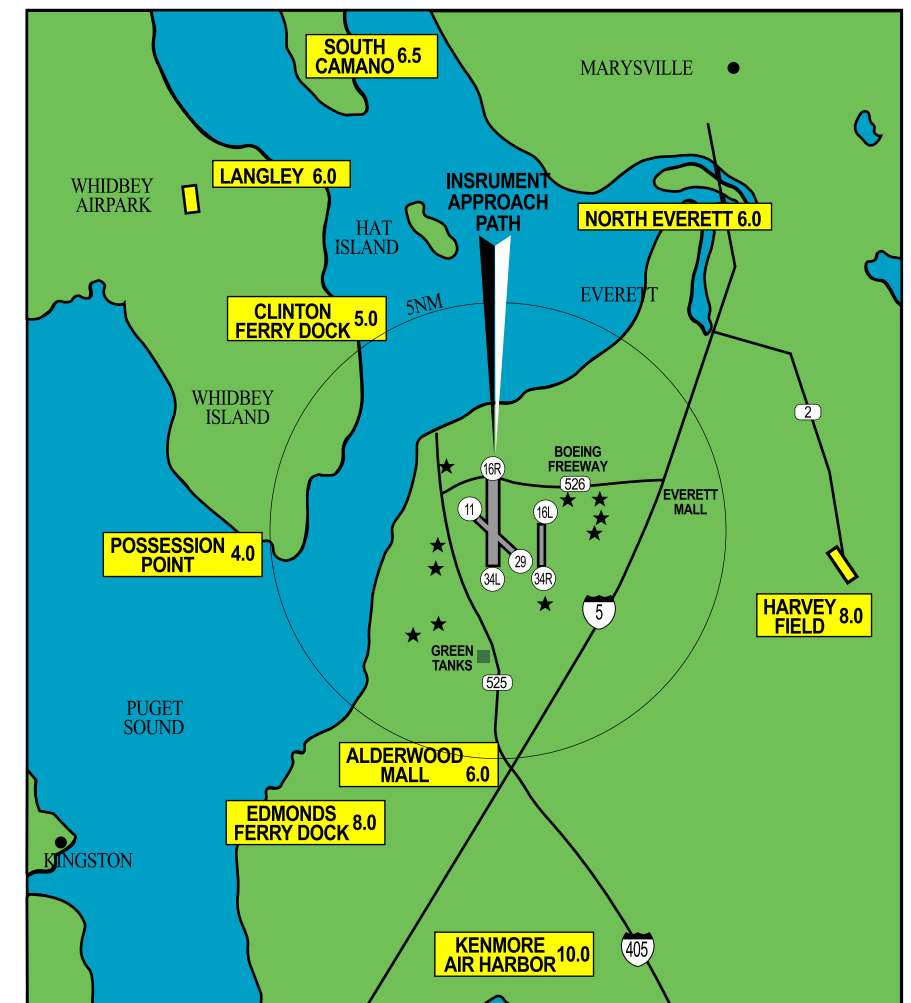 SOUTH
CAMANO 6.5
MARYSVILLE
WHIDBEY
AIRPARK
LANGLEY 6.0
INSRUMENT
APPROACH
PATH
NORTH EVERETT 6.0
HAT
ISLAND
CLINTON
FERRY DOCK 5.0
5NM
EVERETT
WHIDBEY
ISLAND
2
BOEING
FREEWAY
526
16R
11
16L
EVERETT
MALL
POSSESSION
POINT 4.0
29
34L
34R
5
HARVEY
FIELD 8.0
GREEN
TANKS
525
PUGET
SOUND
ALDERWOOD
MALL 6.0
EDMONDS
FERRY DOCK 8.0
KINGSTON
KENMORE
AIR HARBOR 10.0
405